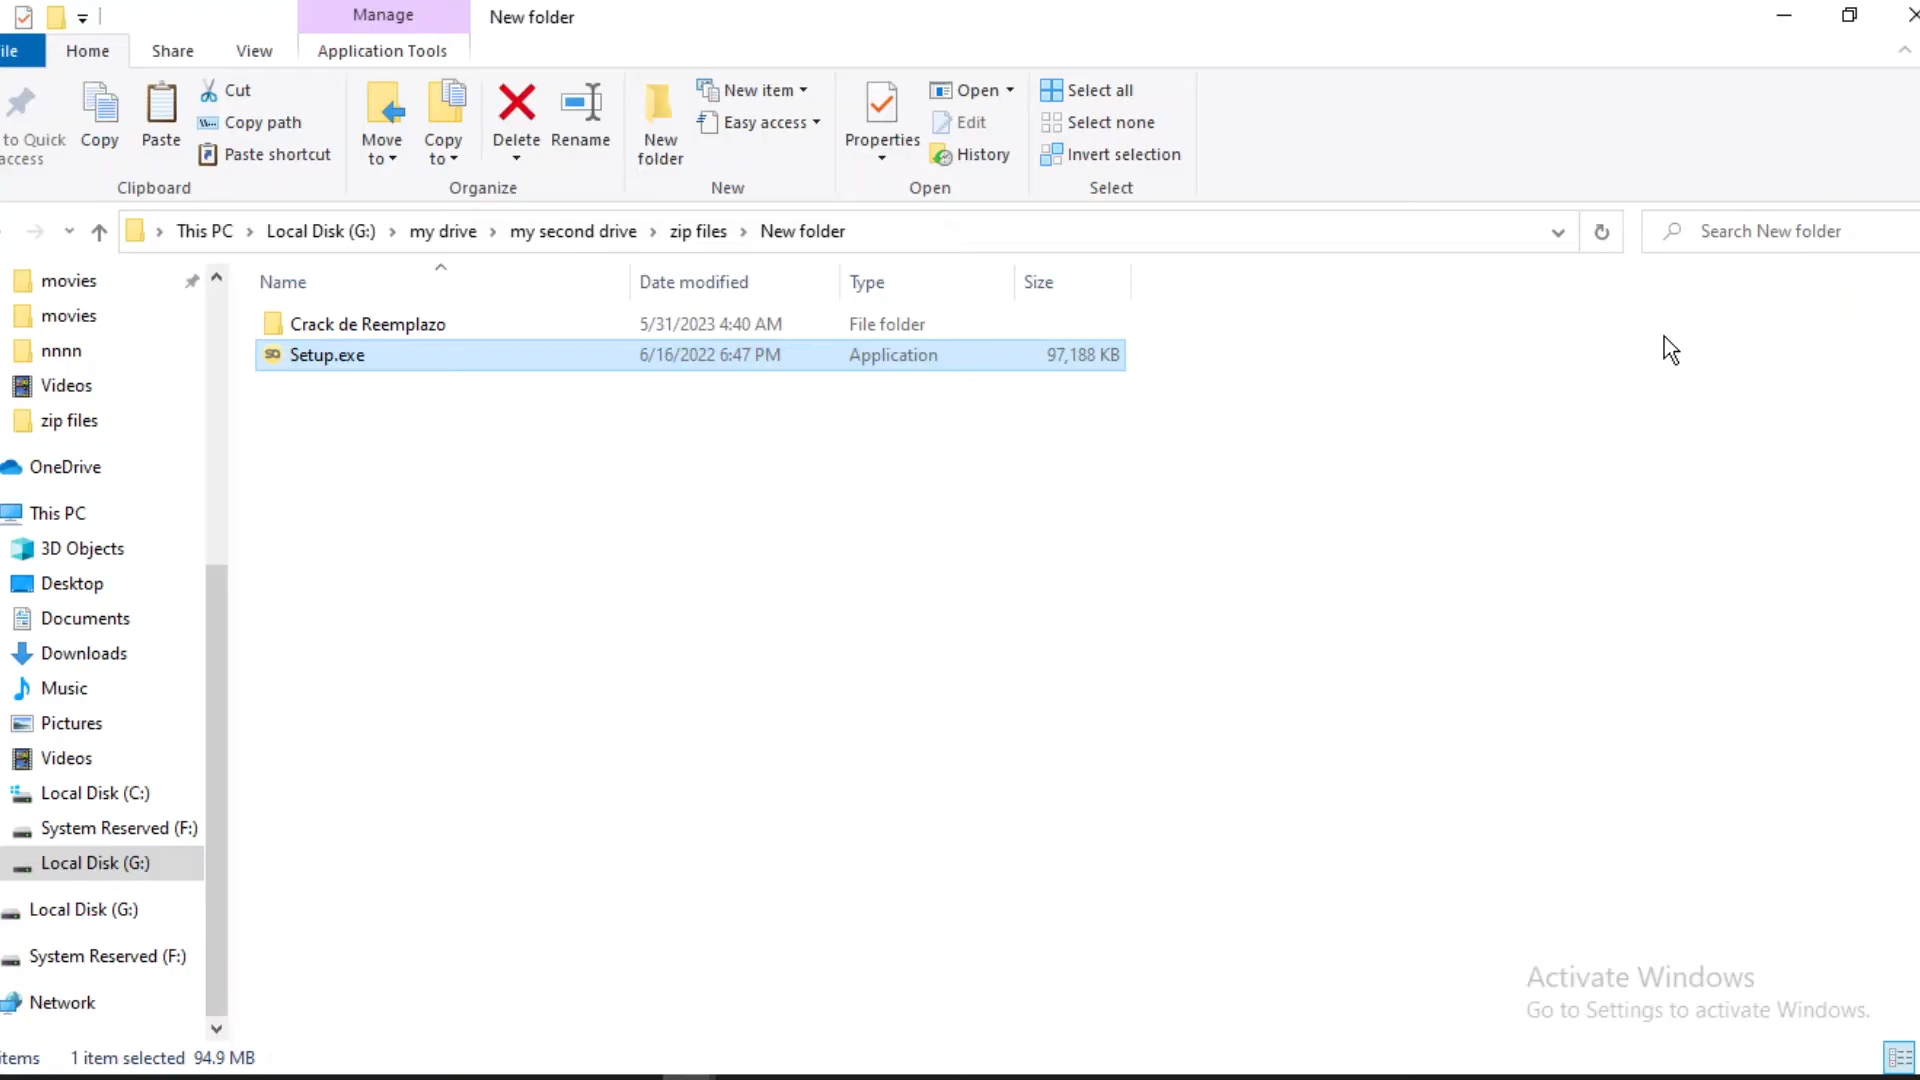 Manage
New folder
ile
Home
Share
View
Application Tools
to Quick
access
Copy
Paste
Cut
Copy path
Paste shortcut
Clipboard
Move
to
Copy
to
Delete
Rename
Organize
New
folder
New item
Easy access
New
Properties
Open
Edit
History
Open
Select all
Select none
Invert selection
Select
This PC
Local Disk (G:)
my drive
my second drive
zip files
New folder
Search New folder
movies
movies
nnnn
Videos
zip files
OneDrive
This PC
3D Objects
Desktop
Documents
Downloads
Music
Pictures
Videos
Local Disk (C:)
System Reserved (F:)
Local Disk (G:)
Local Disk (G:)
System Reserved (F:)
Network
Name Date modified Type Size
Crack de Reemplazo 5/31/2023 4:40 AM File folder
Setup.exe 6/16/2022 6:47 PM Application 97,188 KB
Activate Windows
Go to Settings to activate Windows.
items 1 item selected 94.9 MB